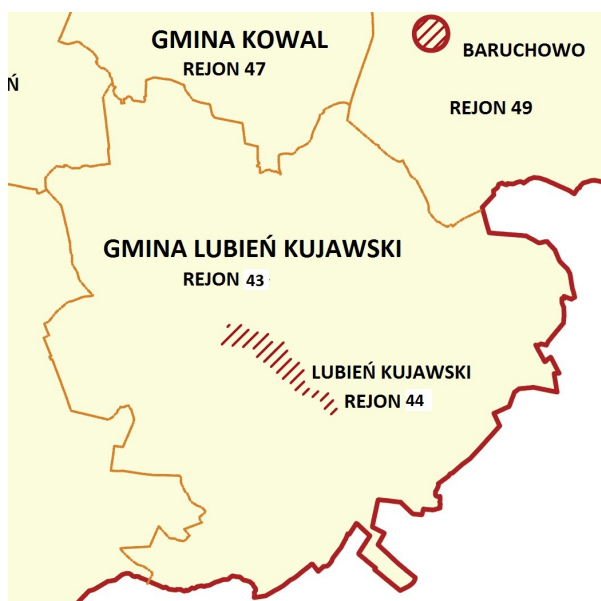 GMINA KOWAL
REJON 47
BARUCHOWO
Ń
REJON 49
GMINA LUBIEŃ KUJAWSKI
REJON 43
LUBIEŃ KUJAWSKI
REJON 44